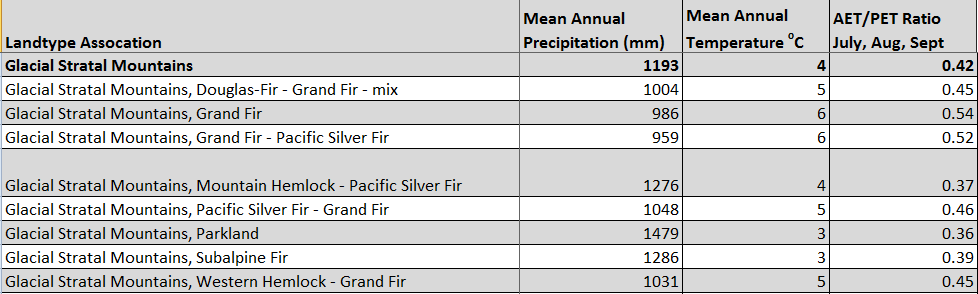 Landtype Assocation | Mean Annual Precipitation (mm) | Mean Annual Temperature ⁰C | AET/PET Ratio July, Aug, Sept
Glacial Stratal Mountains | 1193 | 4 | 0.42
Glacial Stratal Mountains, Douglas-Fir - Grand Fir - mix | 1004 | 5 | 0.45
Glacial Stratal Mountains, Grand Fir | 986 | 6 | 0.54
Glacial Stratal Mountains, Grand Fir - Pacific Silver Fir | 959 | 6 | 0.52
Glacial Stratal Mountains, Mountain Hemlock - Pacific Silver Fir | 1276 | 4 | 0.37
Glacial Stratal Mountains, Pacific Silver Fir - Grand Fir | 1048 | 5 | 0.46
Glacial Stratal Mountains, Parkland | 1479 | 3 | 0.36
Glacial Stratal Mountains, Subalpine Fir | 1286 | 3 | 0.39
Glacial Stratal Mountains, Western Hemlock - Grand Fir | 1031 | 5 | 0.45